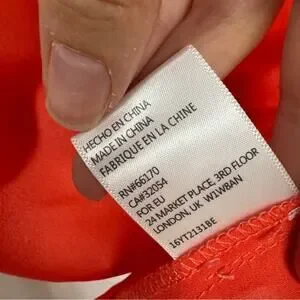 HECHO EN CHINA
MADE IN CHINA
FABRIQUE EN LA CHINE
RN#66170
CA#32054
FOR EU
24 MARKET PLACE, 3RD FLOOR
LONDON, UK. W1W8AN
16YT2131BE